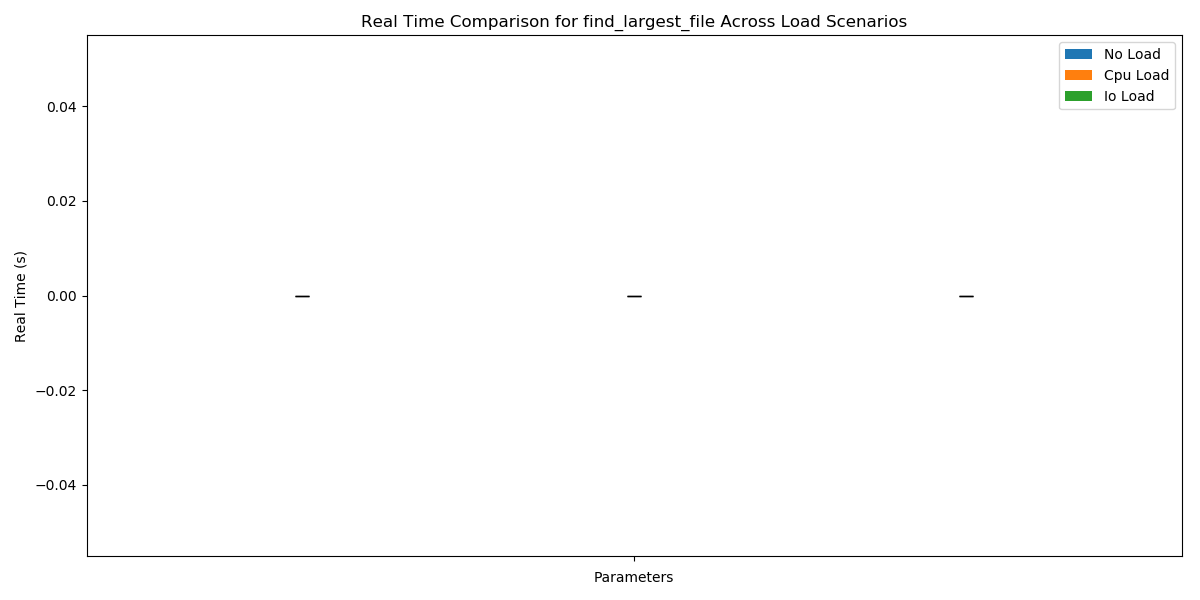 Real Time Comparison for find_largest_file Across Load Scenarios
No Load
Cpu Load
Io Load
0.04
0.02
0.00
−0.02
−0.04
Real Time (s)
Parameters